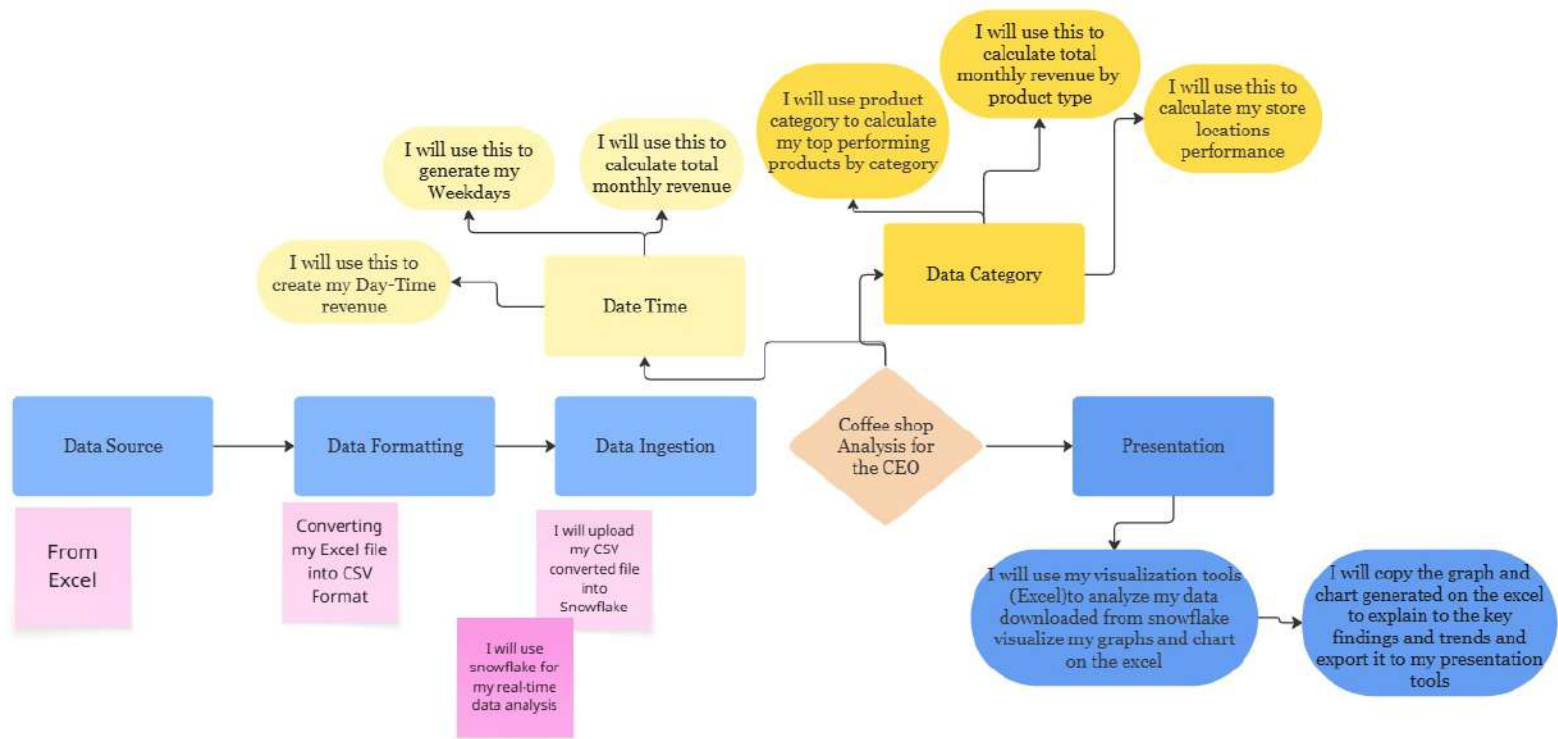 I will use this to
calculate total
monthly revenue by
product type
I will use product
category to calculate
my top performing
products by category
I will use this to
calculate my store
locations
performance
I will use this to
generate my
Weekdays
I will use this to
calculate total
monthly revenue
I will use this to
create my Day-Time
revenue
Date Time
Data Category
Data Source
Data Formatting
Data Ingestion
Coffee shop
Analysis for
the CEO
Presentation
From
Excel
Converting
my Excel file
into CSV
Format
I will upload
my CSV
converted file
into
Snowflake
I will use
snowflake for
my real-time
data analysis
I will use my visualization tools
(Excel)to analyze my data
downloaded from snowflake
visualize my graphs and chart
on the excel
I will copy the graph and
chart generated on the excel
to explain to the key
findings and trends and
export it to my presentation
tools